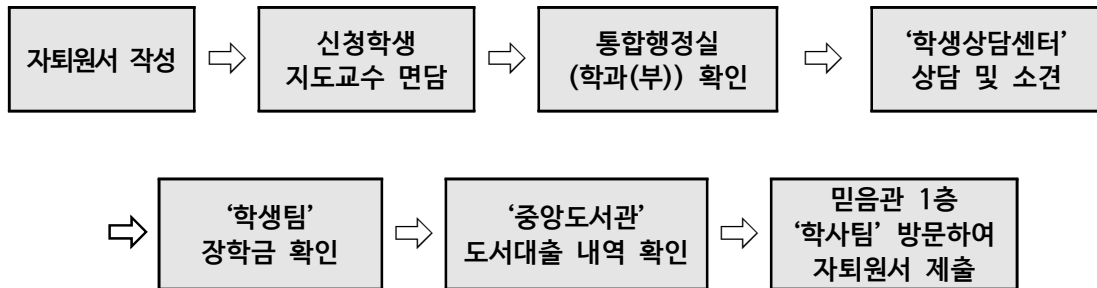 자퇴원서 작성
신청학생
지도교수 면담
통합행정실
(학과(부)) 확인
‘학생상담센터’
상담 및 소견
‘학생팀’
장학금 확인
‘중앙도서관’
도서대출 내역 확인
믿음관 1층
‘학사팀’ 방문하여
자퇴원서 제출